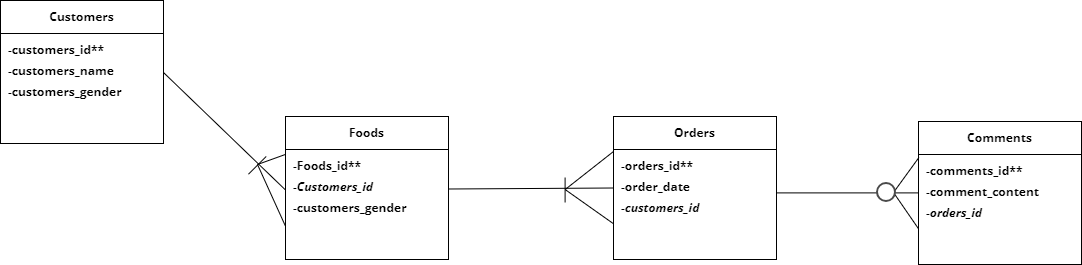 Customers
-customers_id**
-customers_name
-customers_gender
Foods
-Foods_id**
-Customers_id
-customers_gender
Orders
-orders_id**
-order_date
-customers_id
Comments
-comments_id**
-comment_content
-orders_id